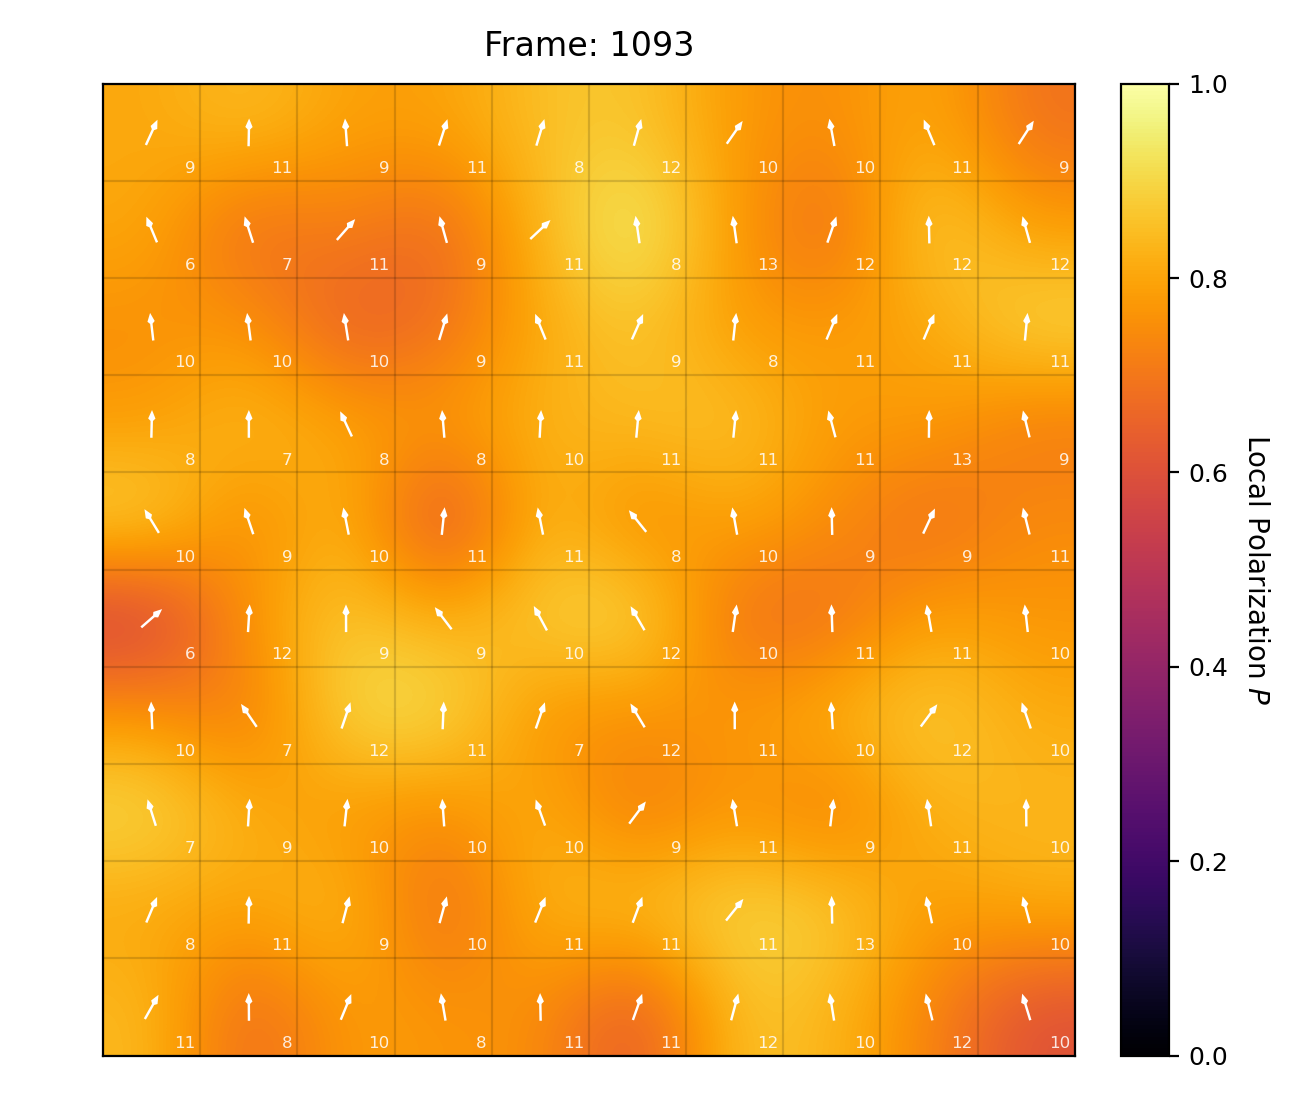 Frame: 1093
9 11 9 11 8 12 10 10 11 9
6 7 11 9 11 8 13 12 12 12
10 10 10 9 11 9 8 11 11 11
8 7 8 8 10 11 11 11 13 9
10 9 10 11 11 8 10 9 9 11
6 12 9 9 10 12 10 11 11 10
10 7 12 11 7 12 11 10 12 10
7 9 10 10 10 9 11 9 11 10
8 11 9 10 11 11 11 13 10 10
11 8 10 8 11 11 12 10 12 10
1.0
0.8
0.6
0.4
0.2
0.0
Local Polarization P